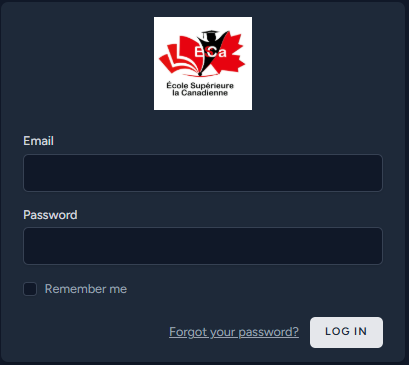 ESCa
École Supérieure
la Canadienne
Email
Password
Remember me
Forgot your password?
LOG IN